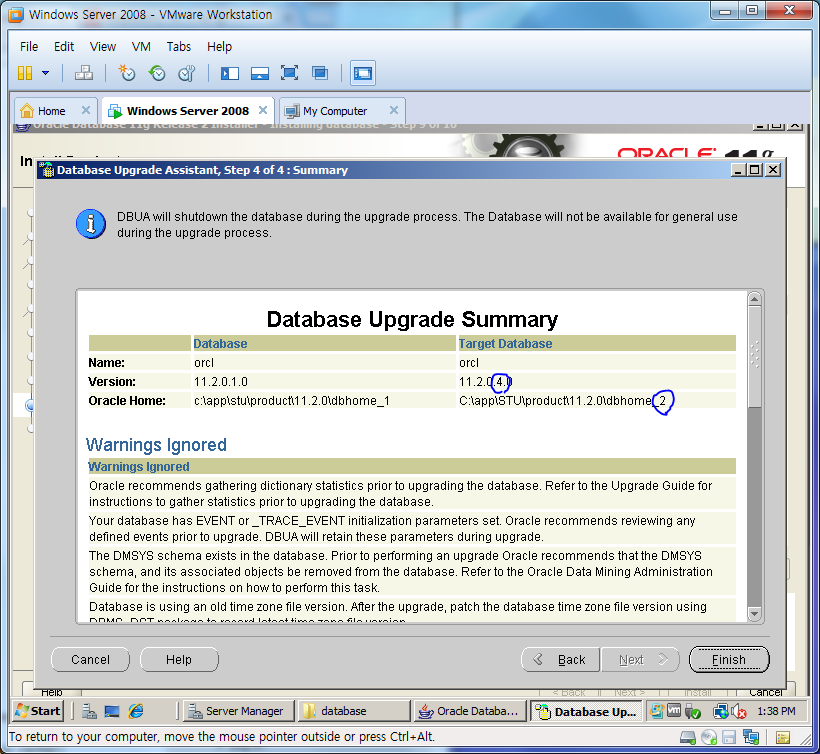 Windows Server 2008 - VMware Workstation
File Edit View VM Tabs Help
Home Windows Server 2008 My Computer
Oracle Database 11g Release 2 Installer - Installing database - Step 9 of 10
ORACLE 11g
Database Upgrade Assistant, Step 4 of 4 : Summary
DBUA will shutdown the database during the upgrade process. The Database will not be available for general use
during the upgrade process.
Database Upgrade Summary
Database Target Database
Name: orcl orcl
Version: 11.2.0.1.0 11.2.0.4.0
Oracle Home: c:\app\stu\product\11.2.0\dbhome_1 C:\app\STU\product\11.2.0\dbhome_2
Warnings Ignored
Warnings Ignored
Oracle recommends gathering dictionary statistics prior to upgrading the database. Refer to the Upgrade Guide for
instructions to gather statistics prior to upgrading the database.
Your database has EVENT or _TRACE_EVENT initialization parameters set. Oracle recommends reviewing any
defined events prior to upgrade. DBUA will retain these parameters during upgrade.
The DMSYS schema exists in the database. Prior to performing an upgrade Oracle recommends that the DMSYS
schema, and its associated objects be removed from the database. Refer to the Oracle Data Mining Administration
Guide for the instructions on how to perform this task.
Database is using an old time zone file version. After the upgrade, patch the database time zone file version using
DBMS_DST package to record latest time zone file version.
Cancel Help Back Next Finish
Help < Back Next > Install Cancel
Start Server Manager database Oracle Databa... Database Up... 1:38 PM
To return to your computer, move the mouse pointer outside or press Ctrl+Alt.